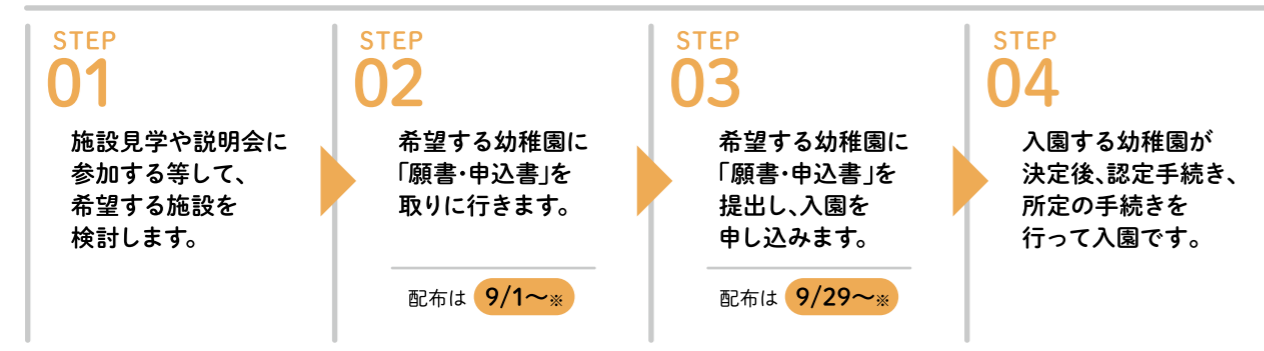 STEP
01
施設見学や説明会に
参加する等して、
希望する施設を
検討します。
STEP
02
希望する幼稚園に
「願書・申込書」を
取りに行きます。
配布は 9/1〜※
STEP
03
希望する幼稚園に
「願書・申込書」を
提出し、入園を
申し込みます。
配布は 9/29〜※
STEP
04
入園する幼稚園が
決定後、認定手続き、
所定の手続きを
行って入園です。